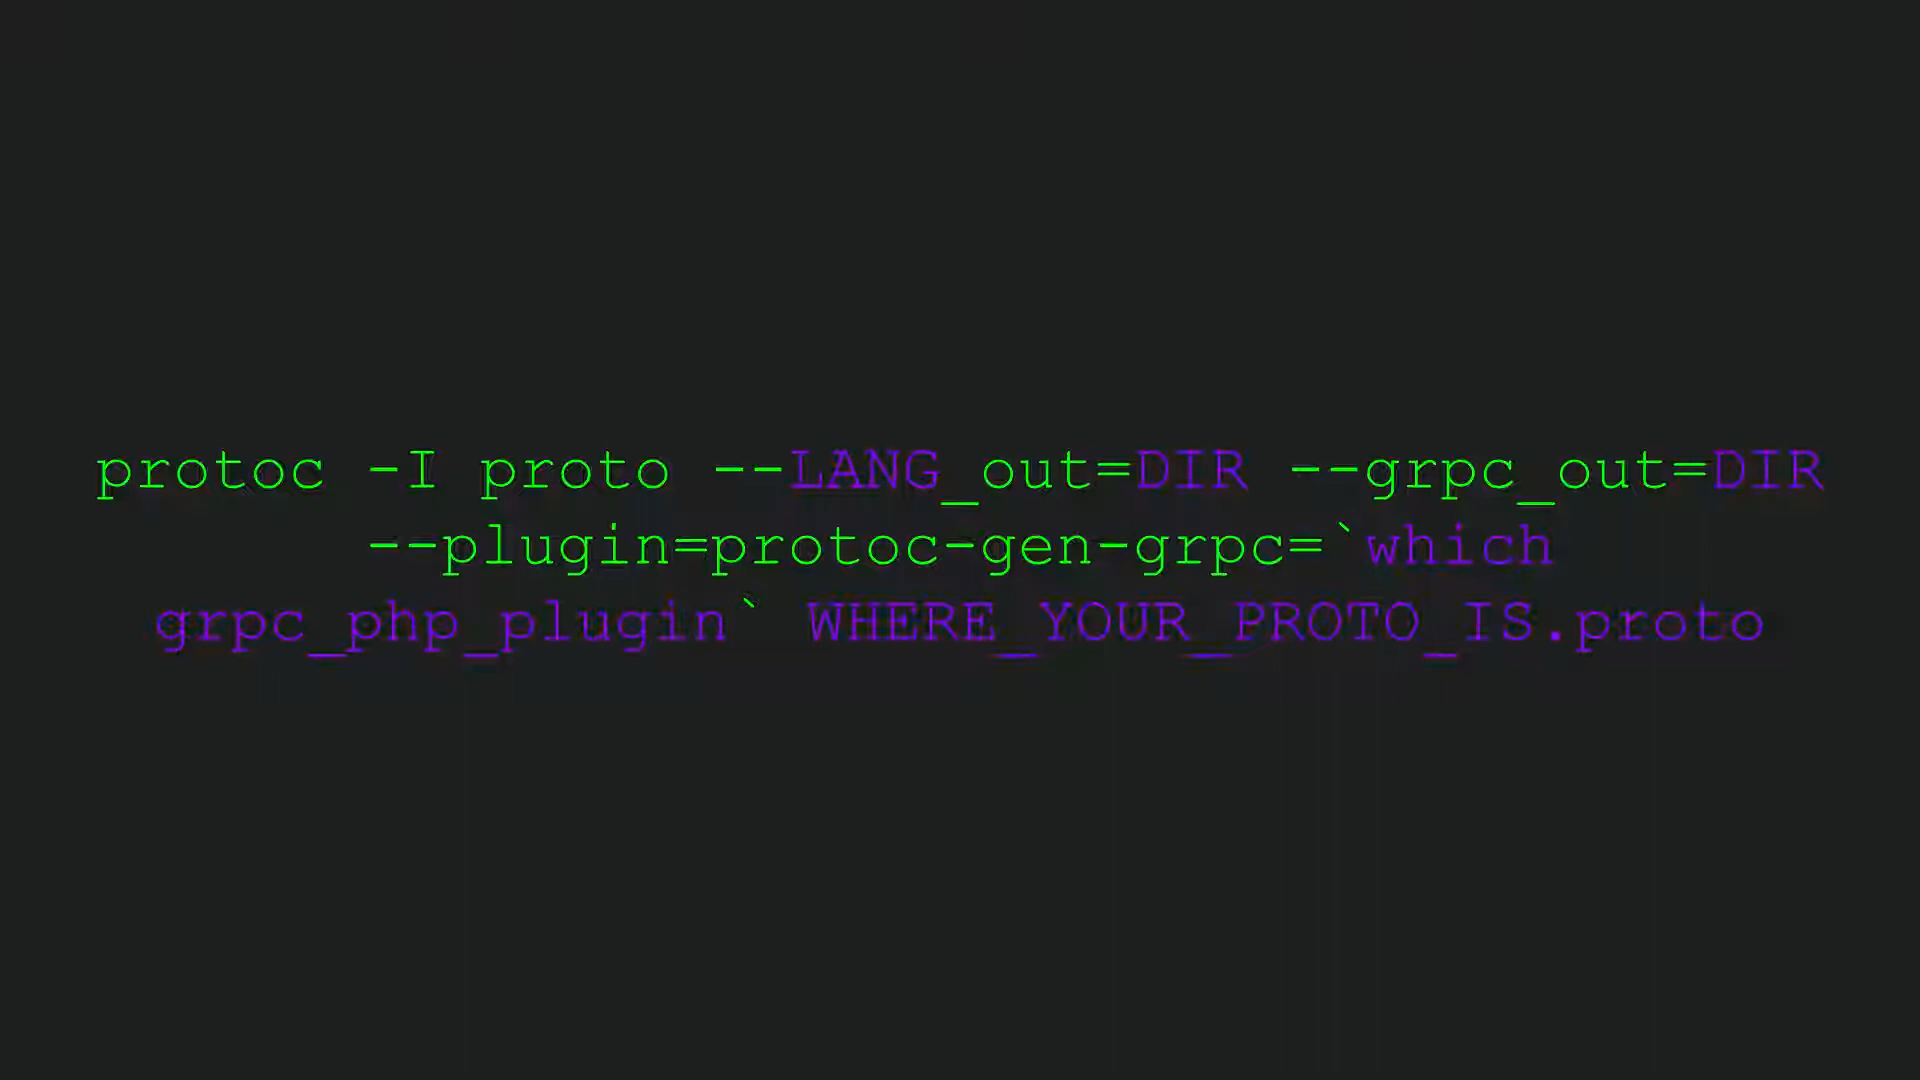 protoc -I proto --LANG_out=DIR --grpc_out=DIR
--plugin=protoc-gen-grpc=`which
grpc_php_plugin` WHERE_YOUR_PROTO_IS.proto